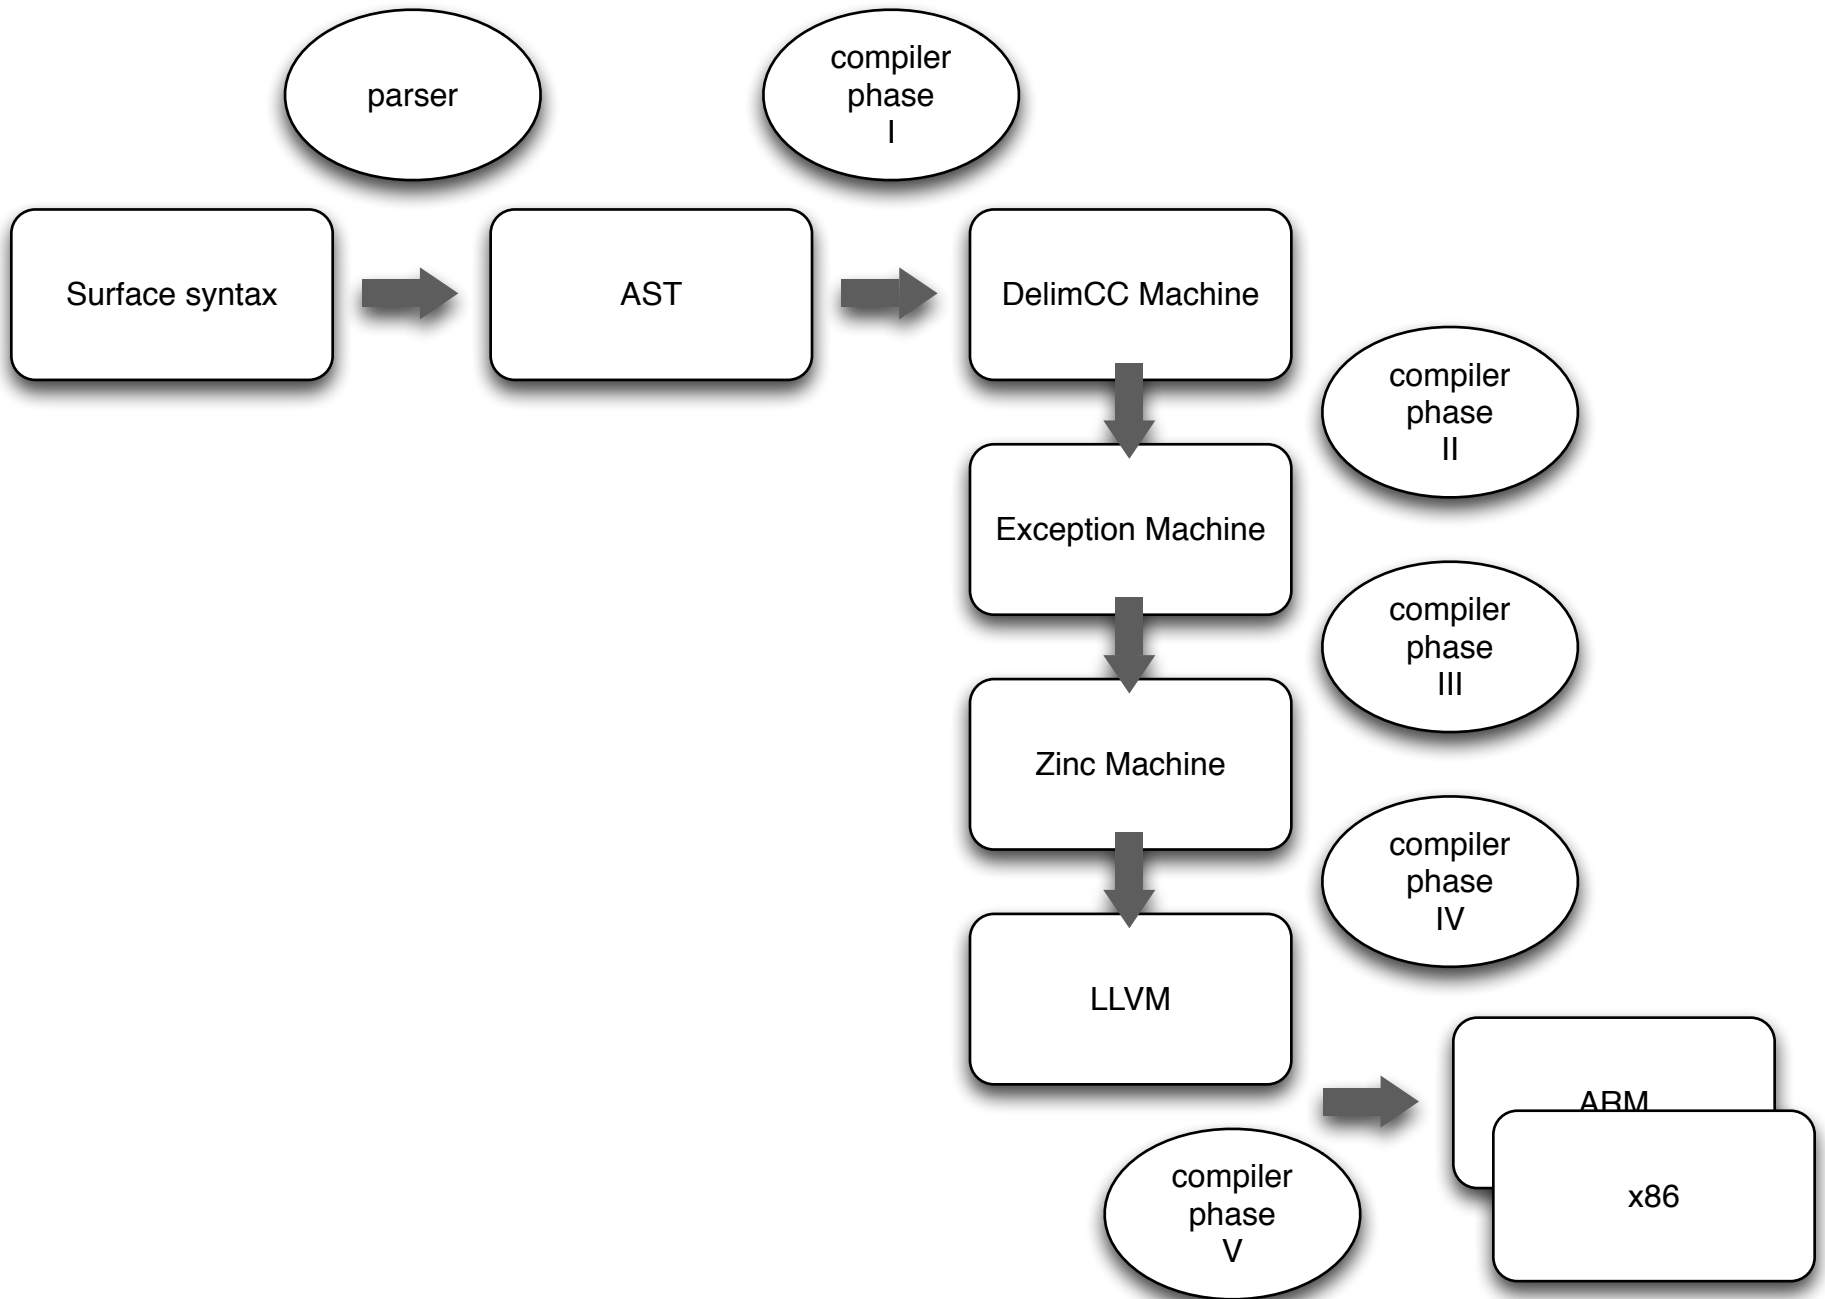 parser
compiler
phase
I
Surface syntax
AST
DelimCC Machine
compiler
phase
II
Exception Machine
compiler
phase
III
Zinc Machine
compiler
phase
IV
LLVM
ARM
compiler
phase
V
x86